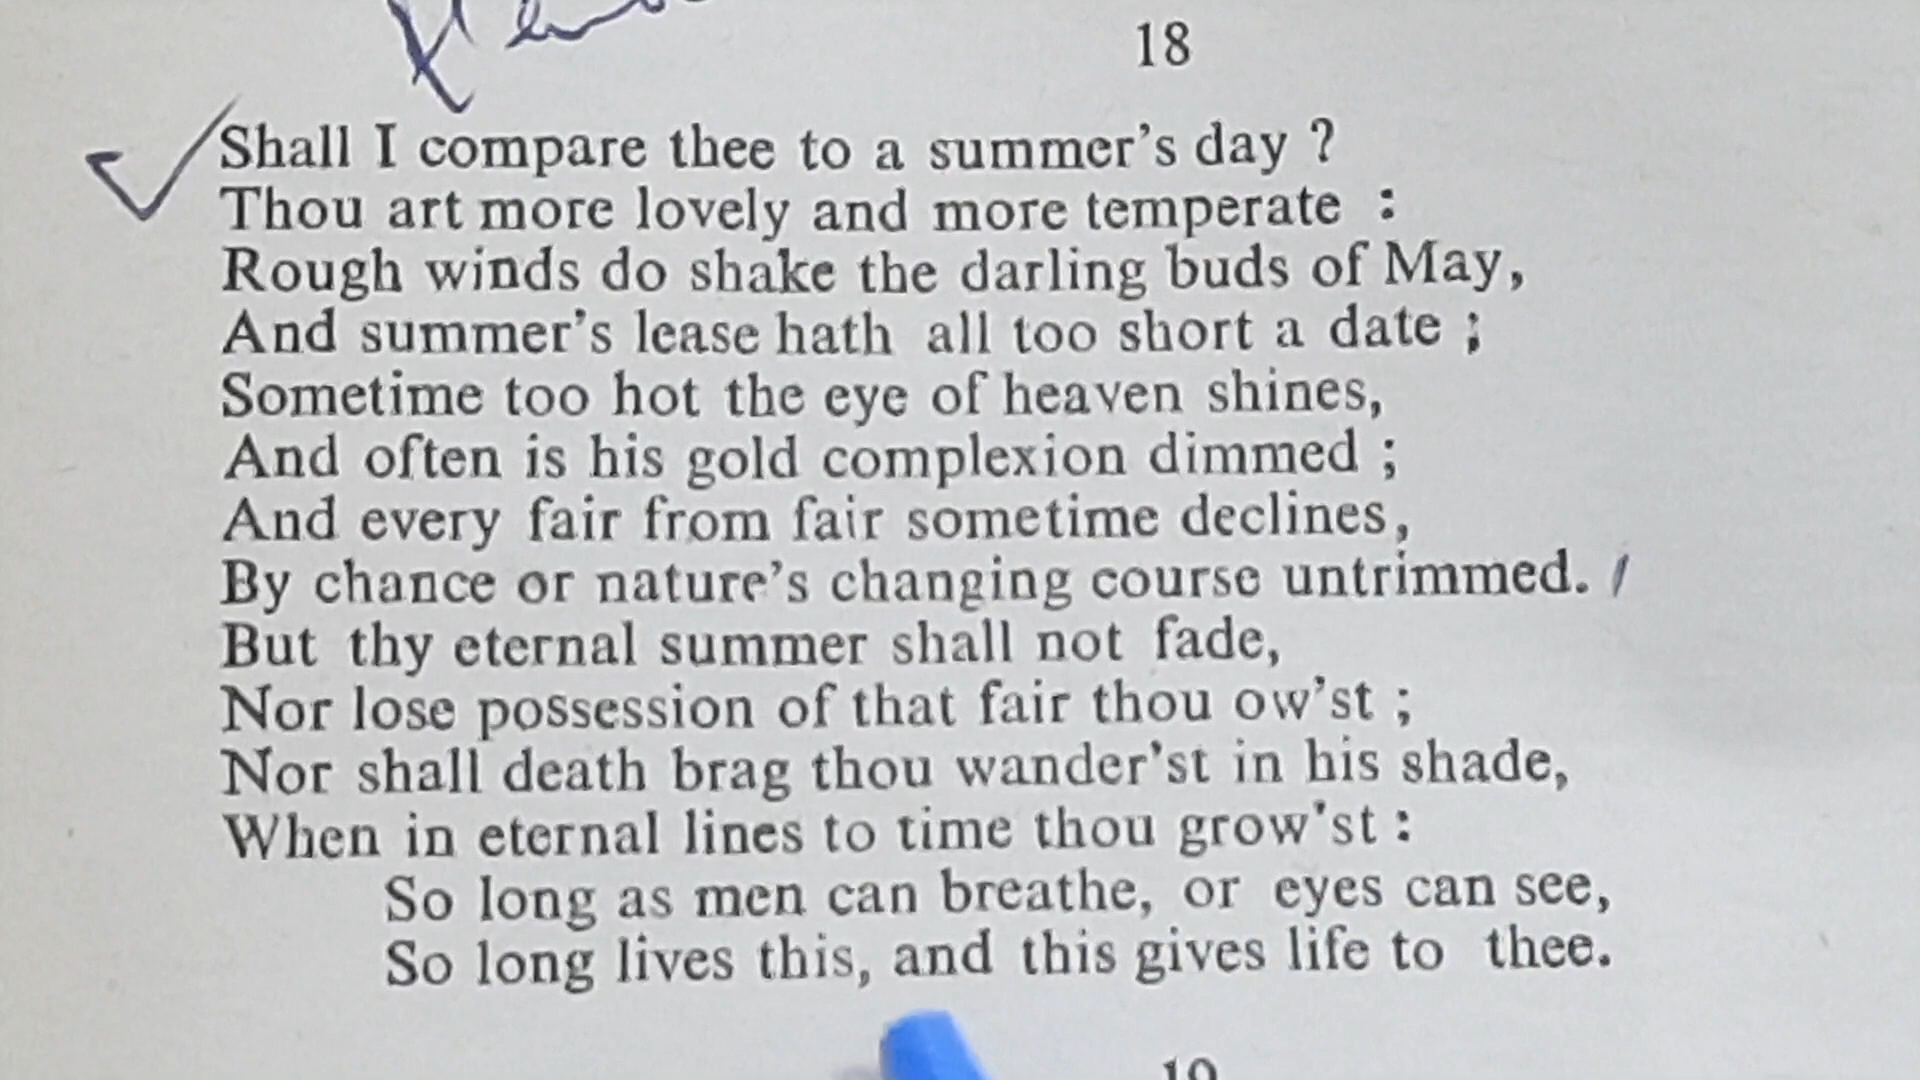 18
Shall I compare thee to a summer's day ?
Thou art more lovely and more temperate :
Rough winds do shake the darling buds of May,
And summer's lease hath all too short a date ;
Sometime too hot the eye of heaven shines,
And often is his gold complexion dimmed ;
And every fair from fair sometime declines,
By chance or nature's changing course untrimmed.
But thy eternal summer shall not fade,
Nor lose possession of that fair thou ow'st ;
Nor shall death brag thou wander'st in his shade,
When in eternal lines to time thou grow'st :
So long as men can breathe, or eyes can see,
So long lives this, and this gives life to thee.
19